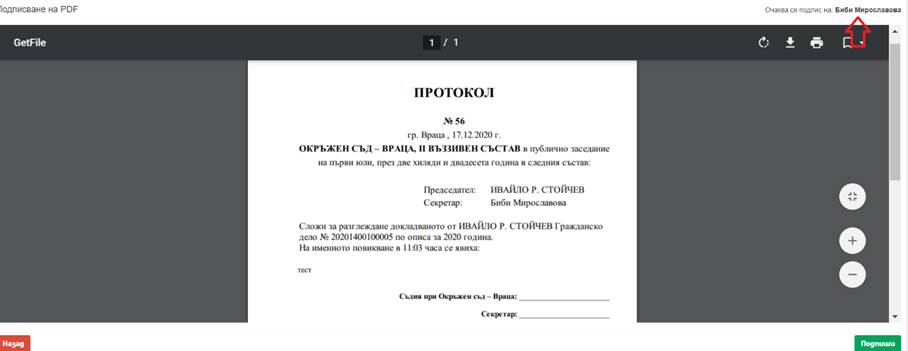 Подписване на PDF
Очаква се подпис на: Биби Мирославова
GetFile
1 / 1
ПРОТОКОЛ
№ 56
гр. Враца , 17.12.2020 г.
ОКРЪЖЕН СЪД – ВРАЦА, II ВЪЗЗИВЕН СЪСТАВ в публично заседание
на първи юли, през две хиляди и двадесета година в следния състав:
Председател: ИВАЙЛО Р. СТОЙЧЕВ
Секретар: Биби Мирославова
Сложи за разглеждане докладваното от ИВАЙЛО Р. СТОЙЧЕВ Гражданско
дело № 20201400100005 по описа за 2020 година.
На именното повикване в 11:03 часа се явиха:
тест
Съдия при Окръжен съд – Враца: ____________________
Секретар: ____________________
Назад
Подпиши